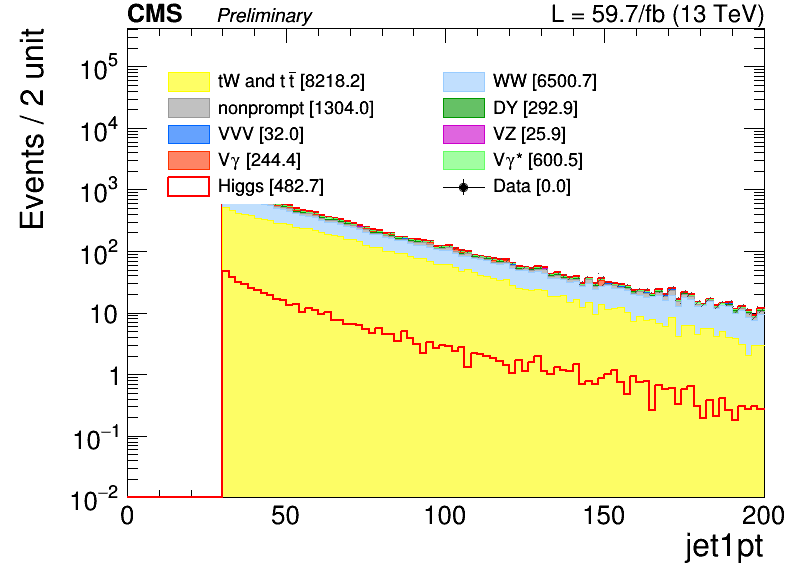 CMS Preliminary L = 59.7/fb (13 TeV)
Events / 2 unit
10⁵
10⁴
10³
10²
10
1
10⁻¹
10⁻²
tW and t t̅ [8218.2] WW [6500.7]
nonprompt [1304.0] DY [292.9]
VVV [32.0] VZ [25.9]
Vγ [244.4] Vγ* [600.5]
Higgs [482.7] Data [0.0]
0 50 100 150 200
jet1pt